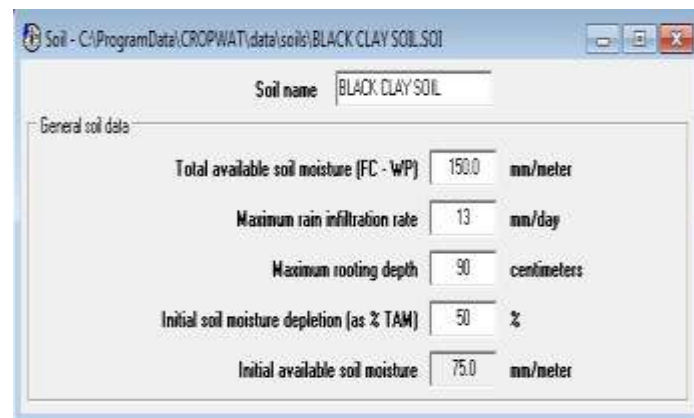 Soil - C:\ProgramData\CROPWAT\data\soils\BLACK CLAY SOIL.SOI
Soil name BLACK CLAY SOIL
General soil data
Total available soil moisture (FC - WP) 150.0 mm/meter
Maximum rain infiltration rate 13 mm/day
Maximum rooting depth 90 centimeters
Initial soil moisture depletion (as % TAM) 50 %
Initial available soil moisture 75.0 mm/meter